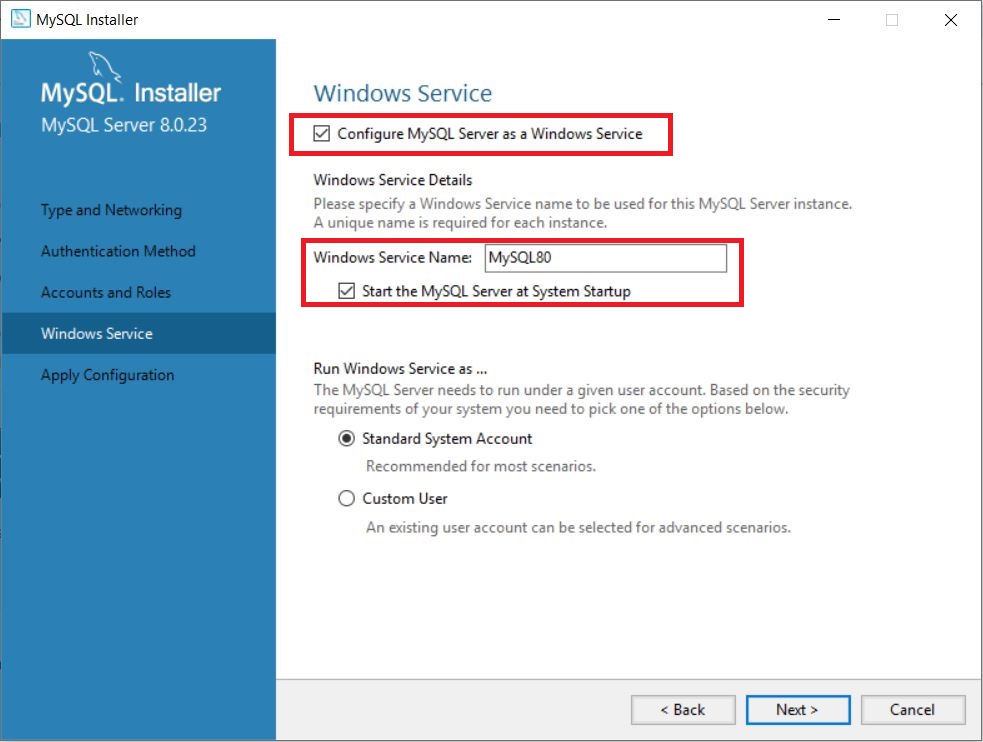 MySQL Installer
MySQL. Installer
MySQL Server 8.0.23
Type and Networking
Authentication Method
Accounts and Roles
Windows Service
Apply Configuration
Windows Service
Configure MySQL Server as a Windows Service
Windows Service Details
Please specify a Windows Service name to be used for this MySQL Server instance.
A unique name is required for each instance.
Windows Service Name: MySQL80
Start the MySQL Server at System Startup
Run Windows Service as ...
The MySQL Server needs to run under a given user account. Based on the security
requirements of your system you need to pick one of the options below.
Standard System Account
Recommended for most scenarios.
Custom User
An existing user account can be selected for advanced scenarios.
< Back
Next >
Cancel